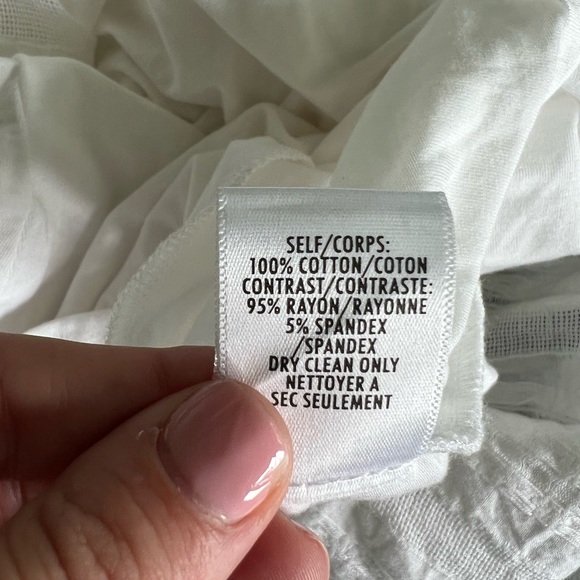 SELF/CORPS:
100% COTTON/COTON
CONTRAST/CONTRASTE:
95% RAYON/RAYONNE
5% SPANDEX
/SPANDEX
DRY CLEAN ONLY
NETTOYER A
SEC SEULEMENT